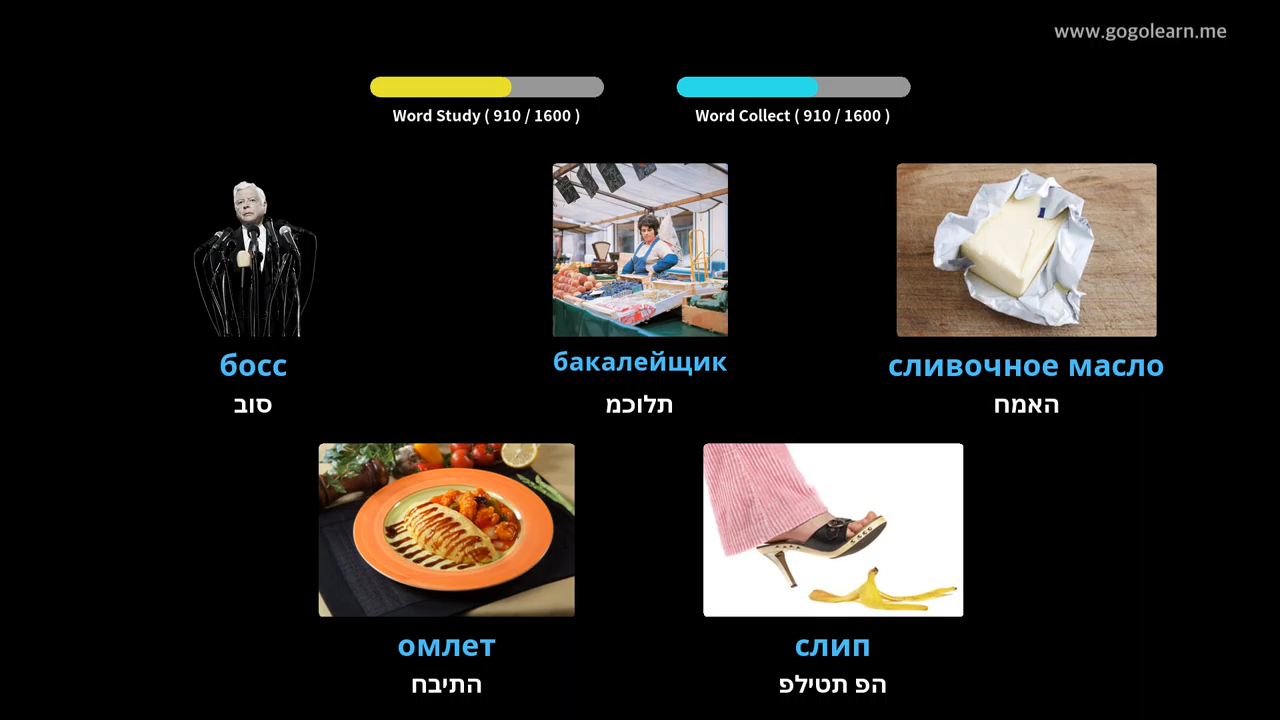 www.gogolearn.me
Word Study ( 910 / 1600 )
Word Collect ( 910 / 1600 )
босс
סוב
бакалейщик
תלוכמ
сливочное масло
האמח
омлет
התיבח
слип
הפ תטילפ